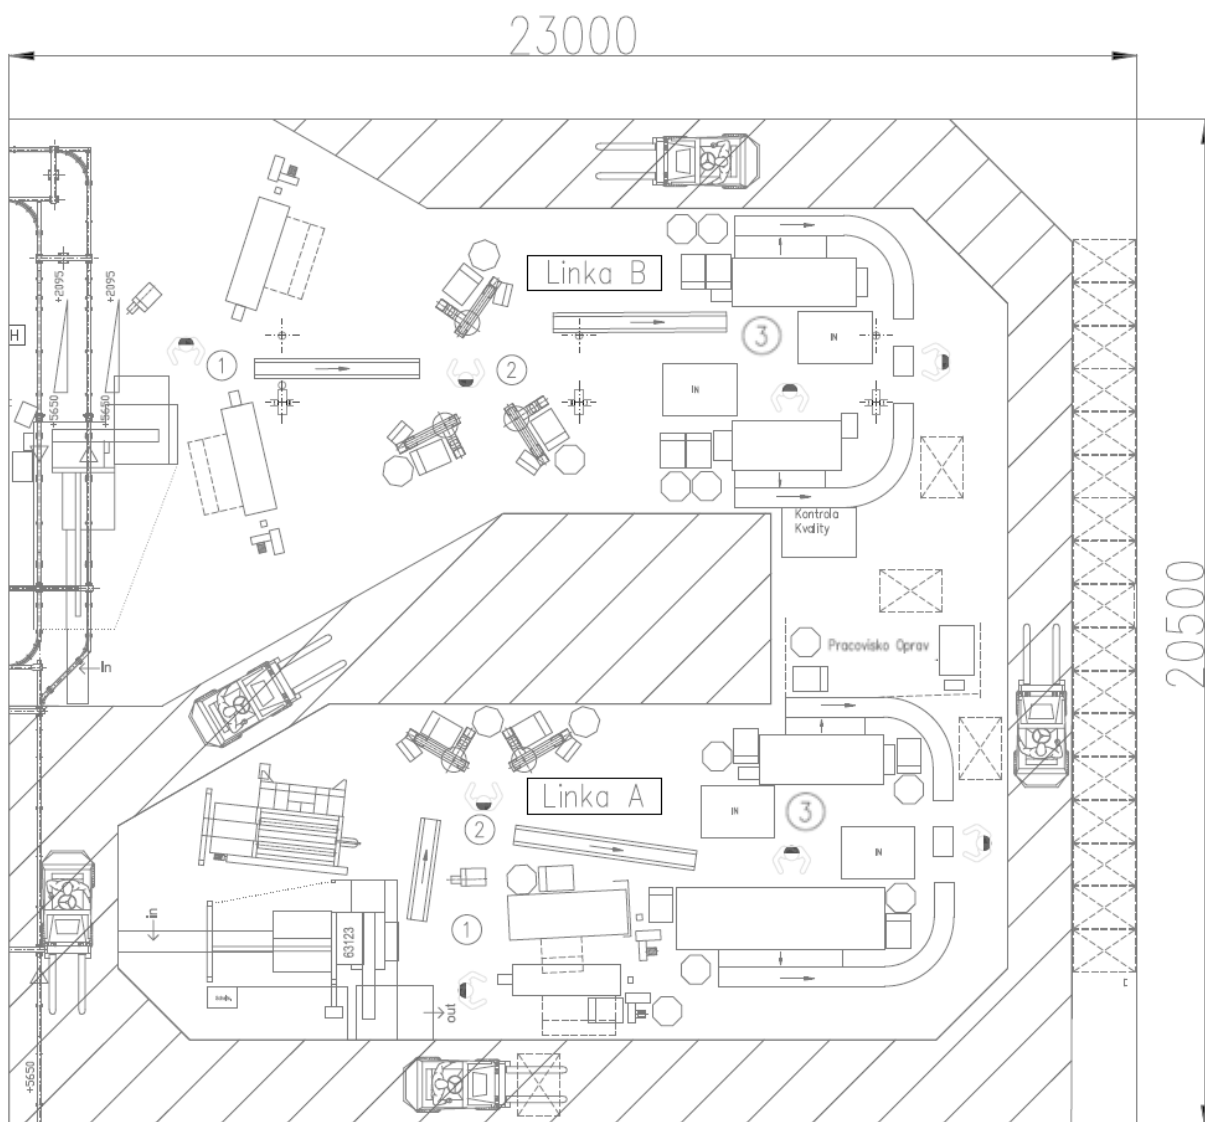 23000
20500
Linka B
+2095
+2095
H
1
2
3
IN
IN
+5650
+5650
Kontrola
Kvality
In
Pracovisko Oprav
Linka A
3
IN
2
IN
in
63123
1
out
+5650